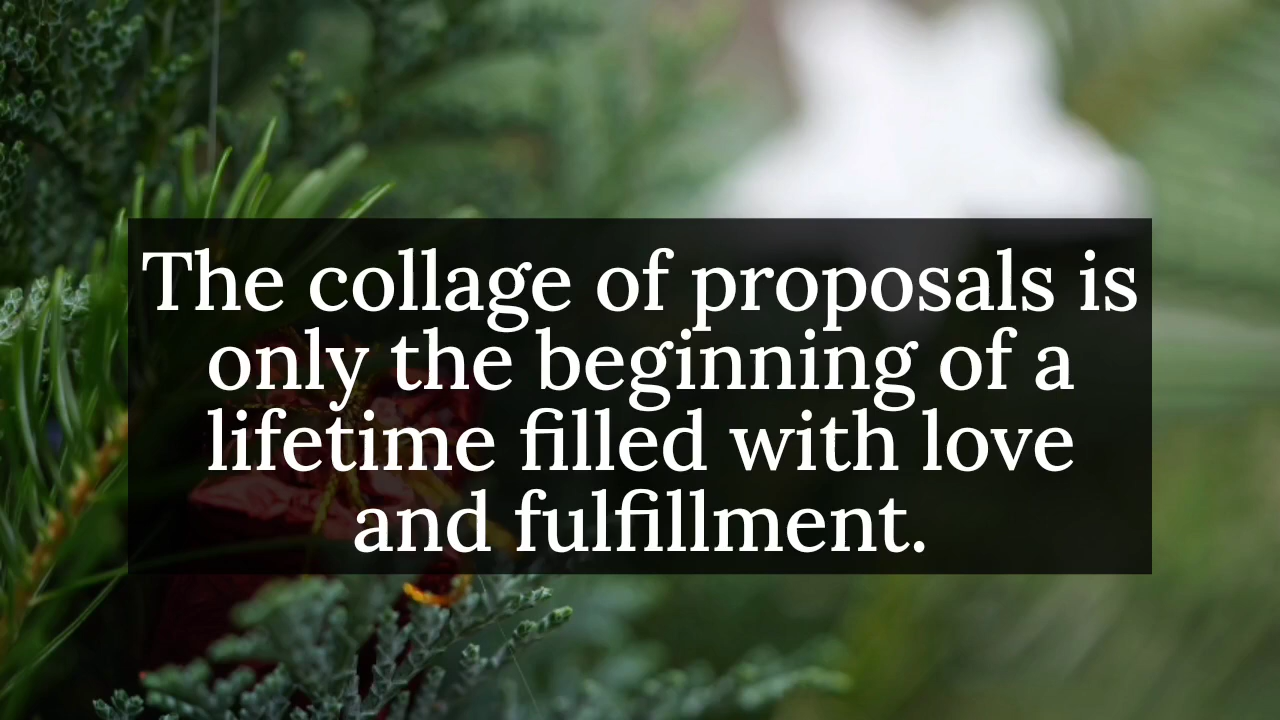 The collage of proposals is
only the beginning of a
lifetime filled with love
and fulfillment.